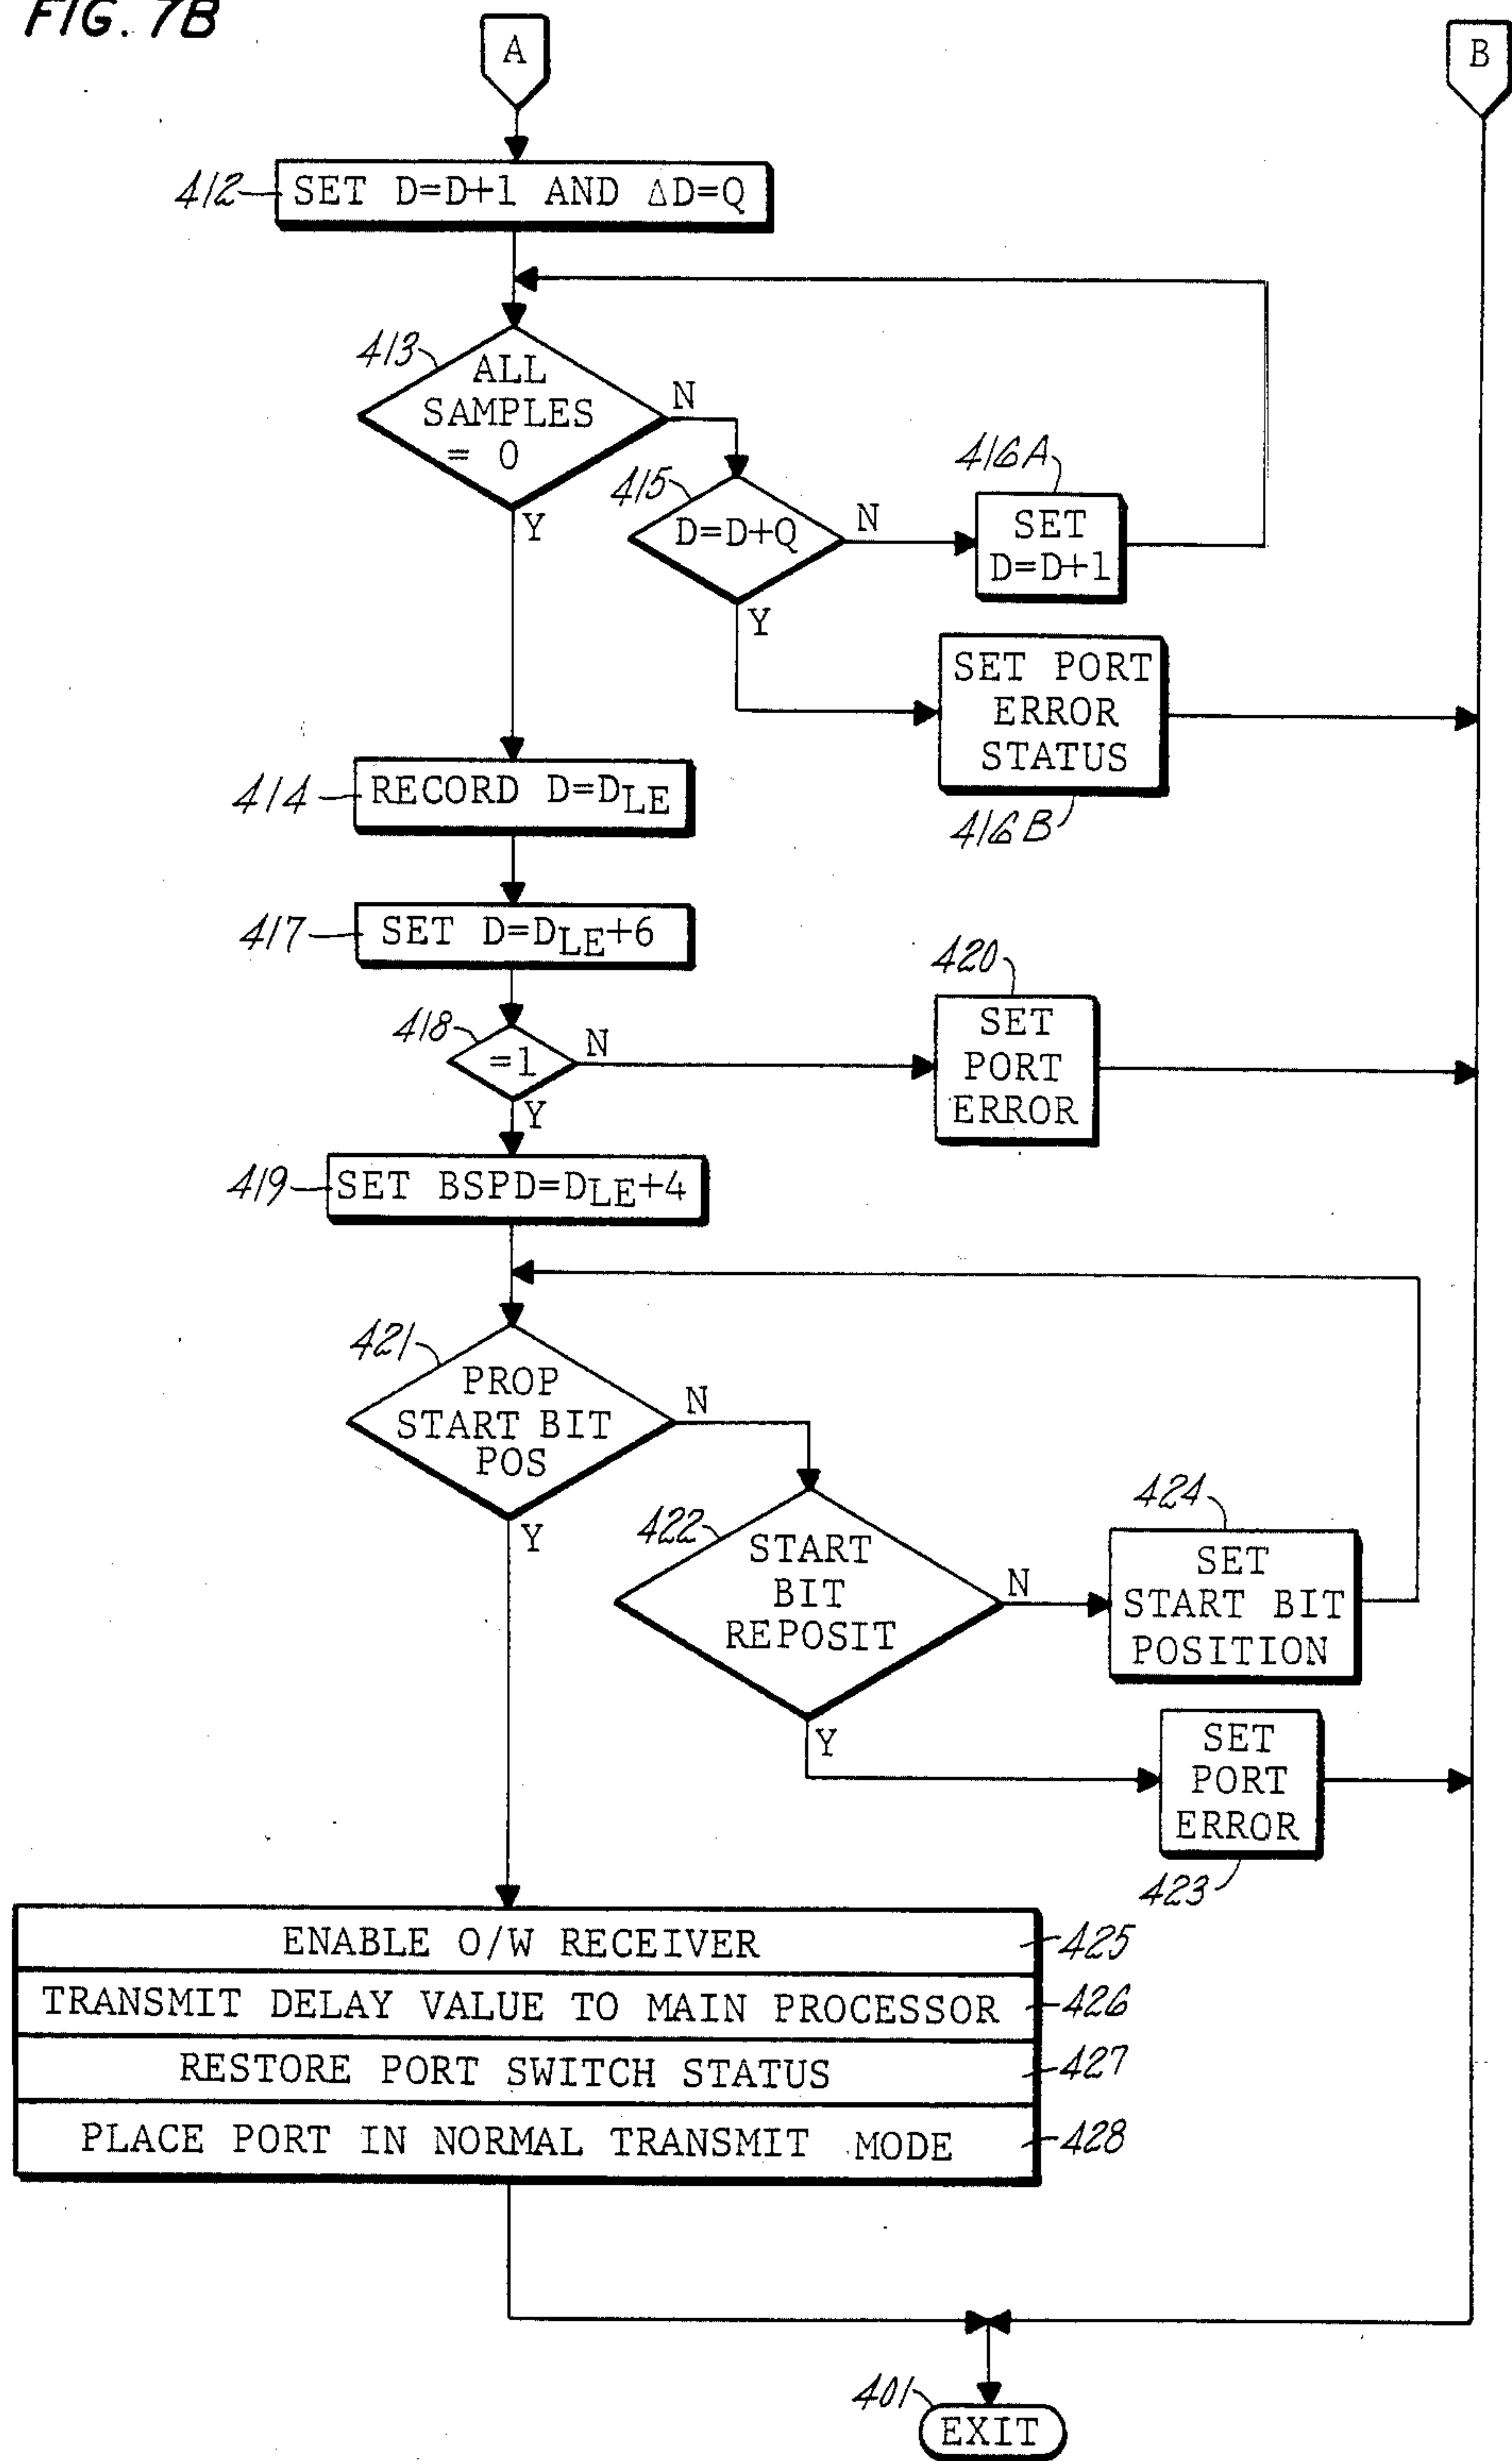 FIG. 7B
A
B
412
SET D=D+1 AND ΔD=Q
413
ALL
SAMPLES
= 0
N
Y
415
D=D+Q
N
Y
416A
SET
D=D+1
SET PORT
ERROR
STATUS
416B
414
RECORD D=DLE
417
SET D=DLE+6
418
=1
N
Y
420
SET
PORT
ERROR
419
SET BSPD=DLE+4
421
PROP
START BIT
POS
N
Y
422
START
BIT
REPOSIT
N
Y
424
SET
START BIT
POSITION
SET
PORT
ERROR
423
ENABLE O/W RECEIVER
425
TRANSMIT DELAY VALUE TO MAIN PROCESSOR
426
RESTORE PORT SWITCH STATUS
427
PLACE PORT IN NORMAL TRANSMIT MODE
428
401
EXIT